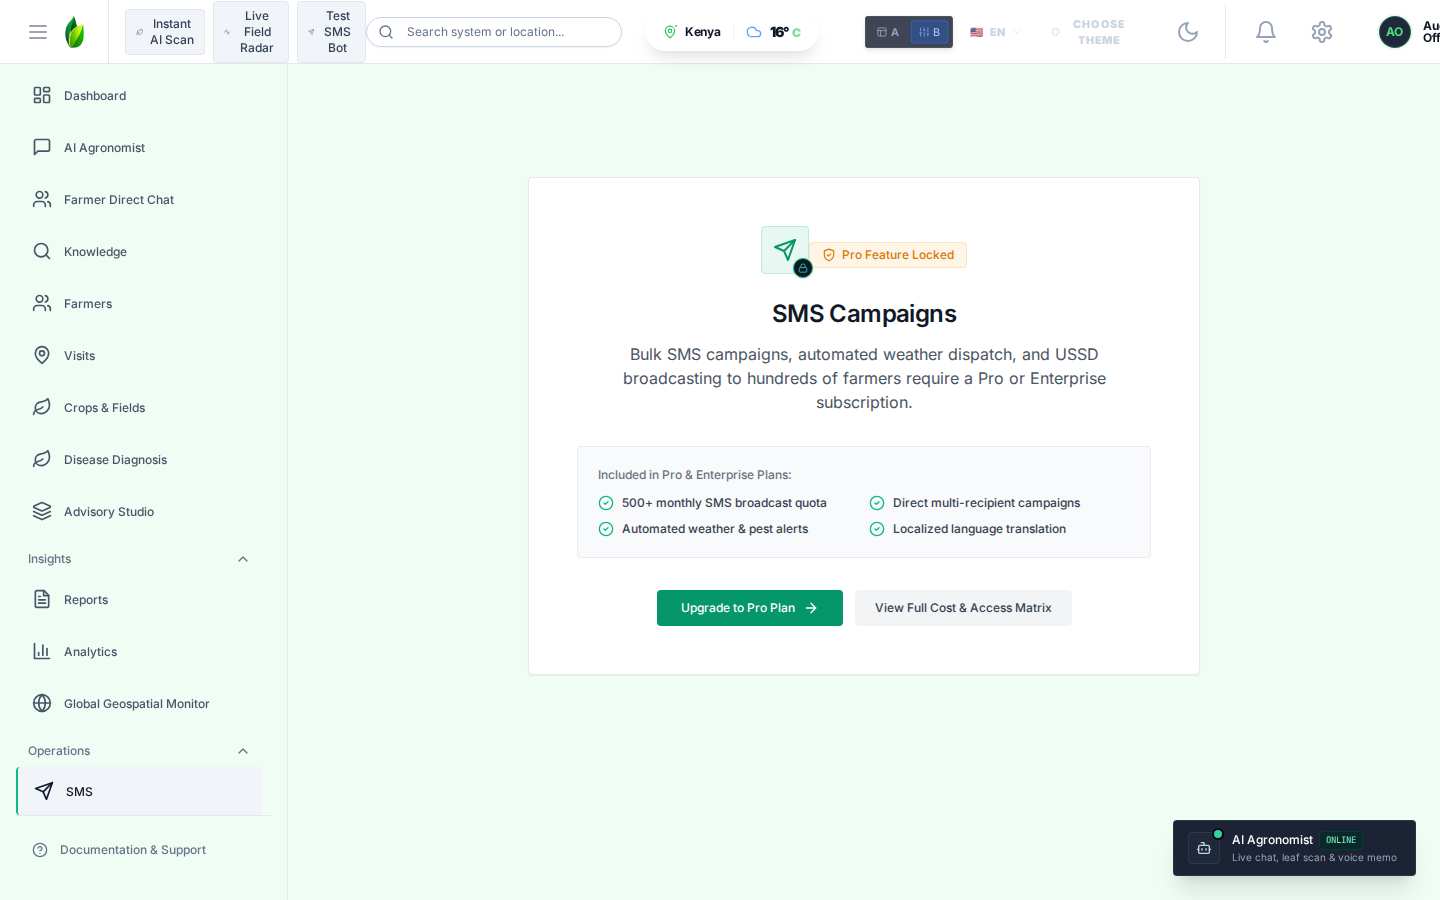 Instant
AI Scan
Live
Field
Radar
Test
SMS
Bot
Search system or location...
Kenya
16° C
A
B
EN
CHOOSE
THEME
AO
Dashboard
AI Agronomist
Farmer Direct Chat
Knowledge
Farmers
Visits
Crops & Fields
Disease Diagnosis
Advisory Studio
Insights
Reports
Analytics
Global Geospatial Monitor
Operations
SMS
Documentation & Support
Pro Feature Locked
SMS Campaigns
Bulk SMS campaigns, automated weather dispatch, and USSD
broadcasting to hundreds of farmers require a Pro or Enterprise
subscription.
Included in Pro & Enterprise Plans:
500+ monthly SMS broadcast quota
Direct multi-recipient campaigns
Automated weather & pest alerts
Localized language translation
Upgrade to Pro Plan
View Full Cost & Access Matrix
AI Agronomist ONLINE
Live chat, leaf scan & voice memo